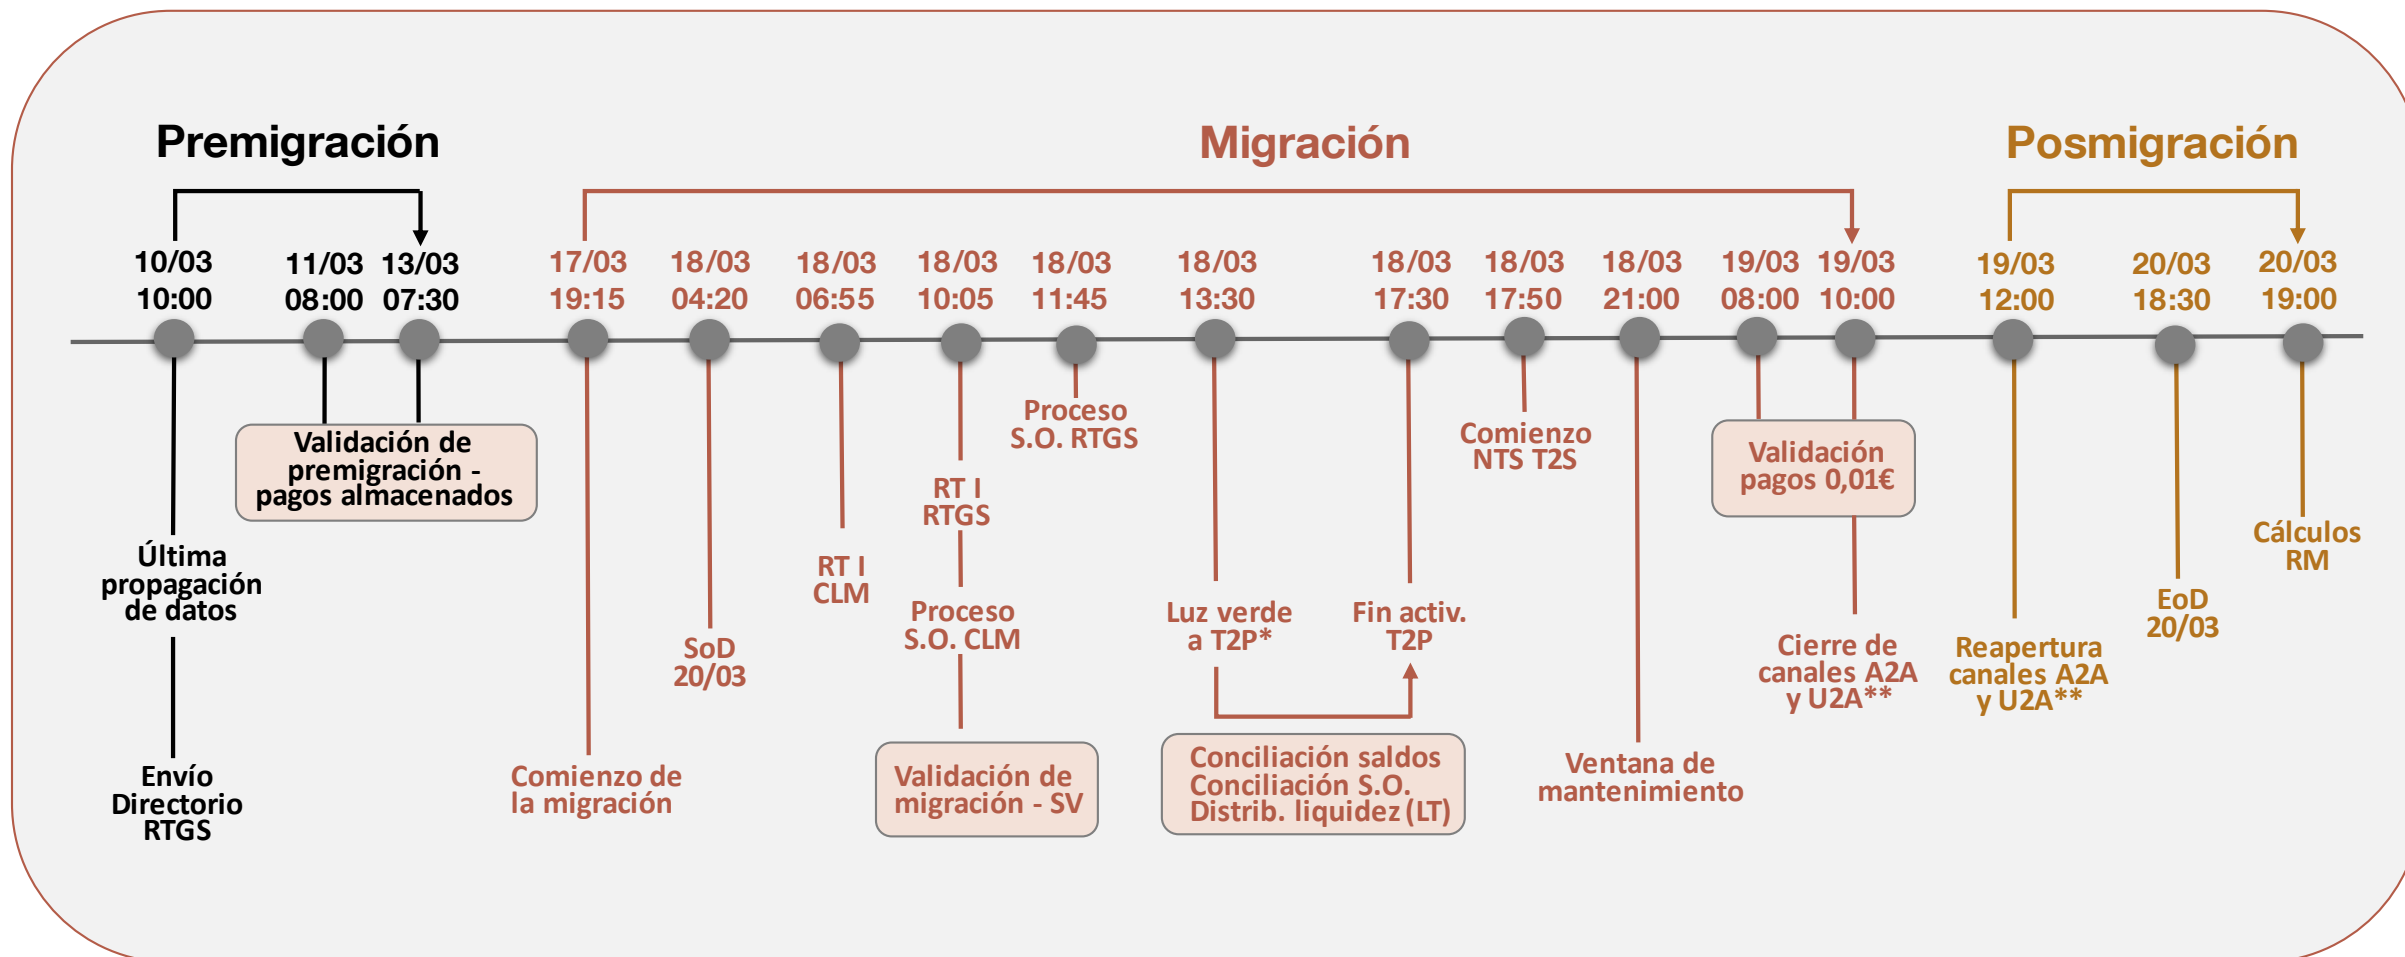 Premigración
Migración
Posmigración
10/03
10:00
11/03
08:00
13/03
07:30
17/03
19:15
18/03
04:20
18/03
06:55
18/03
10:05
18/03
11:45
18/03
13:30
18/03
17:30
18/03
17:50
18/03
21:00
19/03
08:00
19/03
10:00
19/03
12:00
20/03
18:30
20/03
19:00
Última
propagación
de datos
Envío
Directorio
RTGS
Validación de
premigración -
pagos almacenados
Comienzo de
la migración
SoD
20/03
RT I
CLM
RT I
RTGS
Proceso
S.O. CLM
Validación de
migración - SV
Proceso
S.O. RTGS
Luz verde
a T2P*
Fin activ.
T2P
Conciliación saldos
Conciliación S.O.
Distrib. liquidez (LT)
Comienzo
NTS T2S
Ventana de
mantenimiento
Validación
pagos 0,01€
Cierre de
canales A2A
y U2A**
Reapertura
canales A2A
y U2A**
EoD
20/03
Cálculos
RM